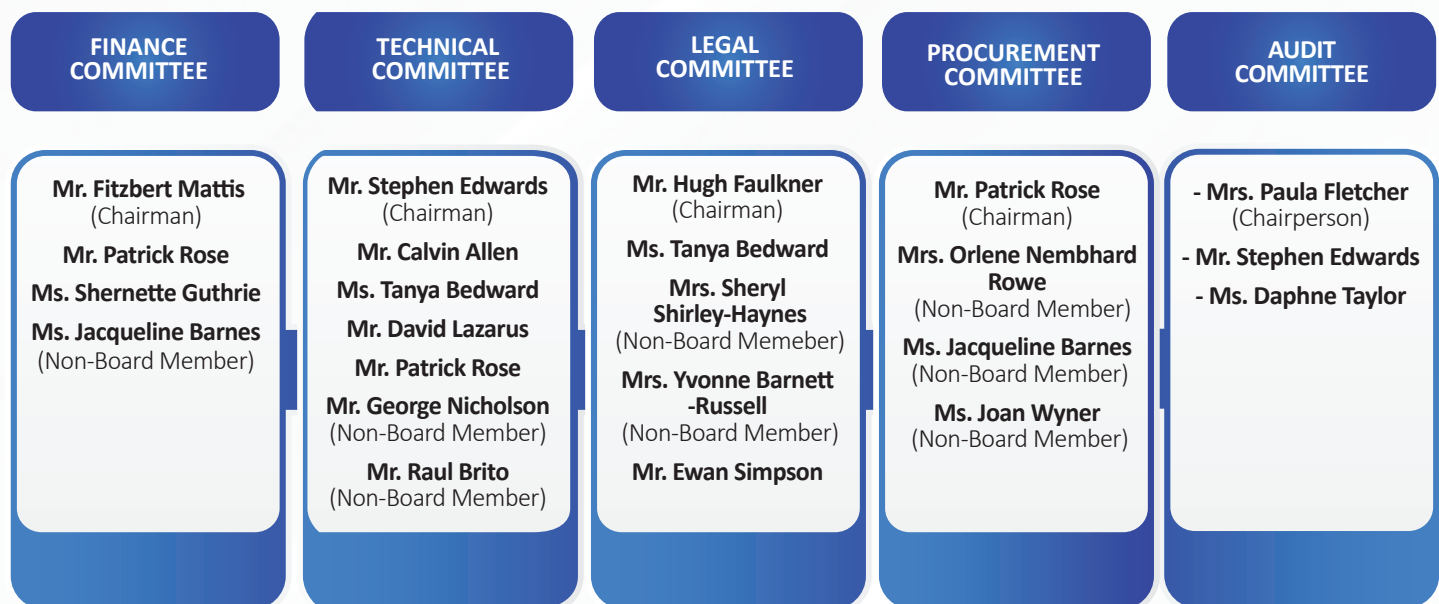 FINANCE
COMMITTEE
Mr. Fitzbert Mattis
(Chairman)
Mr. Patrick Rose
Ms. Shernette Guthrie
Ms. Jacqueline Barnes
(Non-Board Member)
TECHNICAL
COMMITTEE
Mr. Stephen Edwards
(Chairman)
Mr. Calvin Allen
Ms. Tanya Bedward
Mr. David Lazarus
Mr. Patrick Rose
Mr. George Nicholson
(Non-Board Member)
Mr. Raul Brito
(Non-Board Member)
LEGAL
COMMITTEE
Mr. Hugh Faulkner
(Chairman)
Ms. Tanya Bedward
Mrs. Sheryl
Shirley-Haynes
(Non-Board Memeber)
Mrs. Yvonne Barnett
-Russell
(Non-Board Member)
Mr. Ewan Simpson
PROCUREMENT
COMMITTEE
Mr. Patrick Rose
(Chairman)
Mrs. Orlene Nembhard
Rowe
(Non-Board Member)
Ms. Jacqueline Barnes
(Non-Board Member)
Ms. Joan Wyner
(Non-Board Member)
AUDIT
COMMITTEE
- Mrs. Paula Fletcher
(Chairperson)
- Mr. Stephen Edwards
- Ms. Daphne Taylor